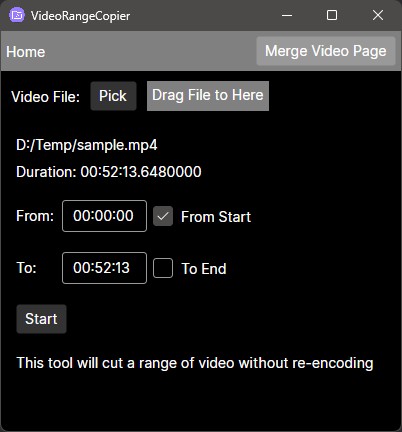 VideoRangeCopier
Home Merge Video Page
Video File: Pick Drag File to Here
D:/Temp/sample.mp4
Duration: 00:52:13.6480000
From: 00:00:00 From Start
To: 00:52:13 To End
Start
This tool will cut a range of video without re-encoding